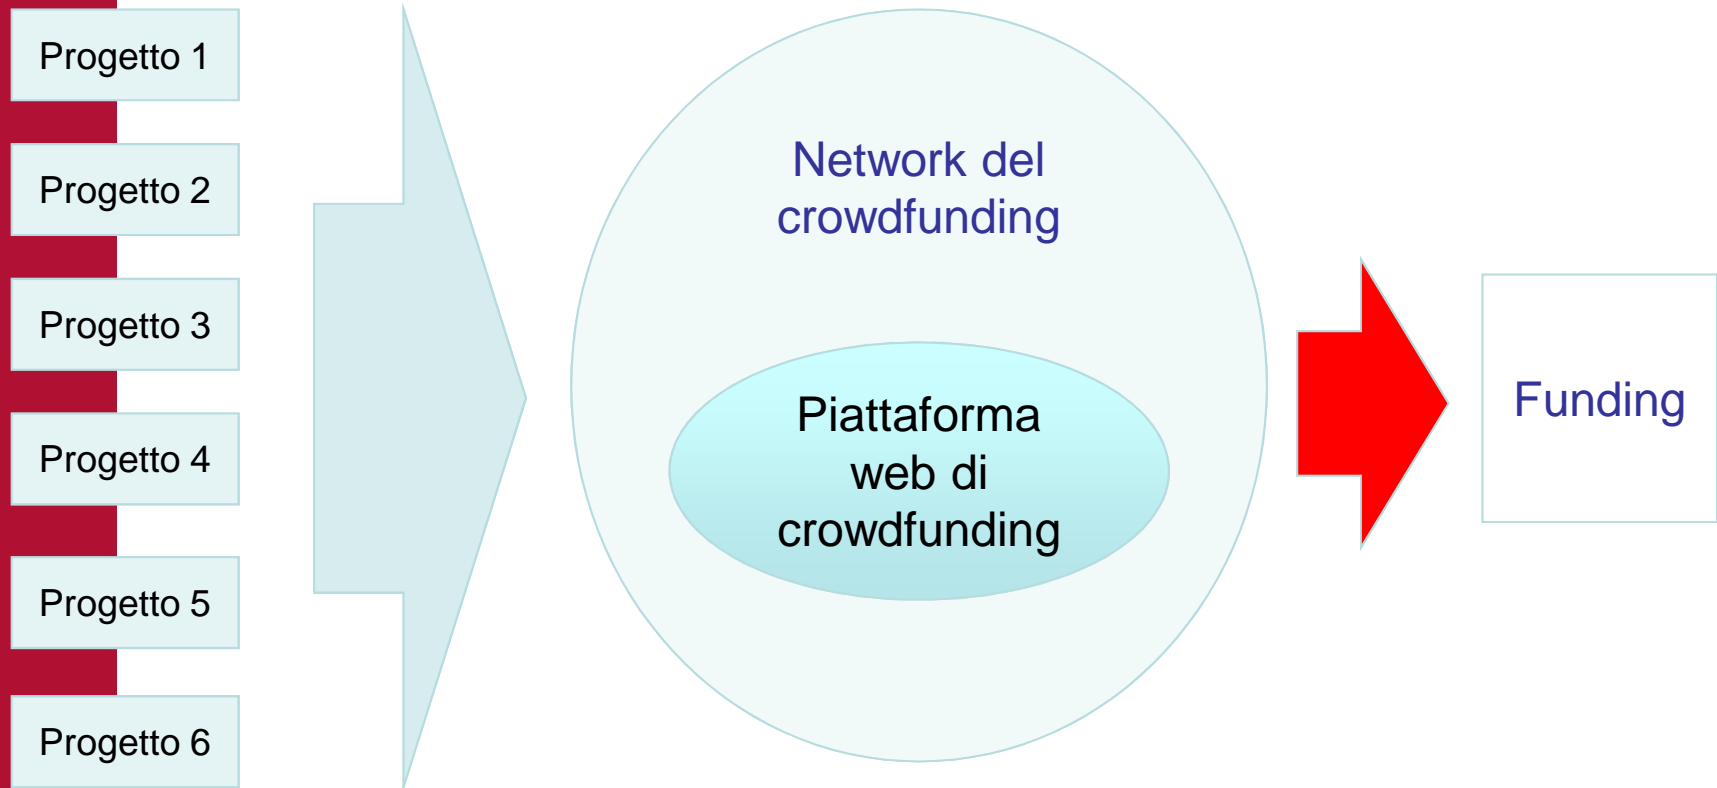 Progetto 1
Progetto 2
Progetto 3
Progetto 4
Progetto 5
Progetto 6
Network del
crowdfunding
Piattaforma
web di
crowdfunding
Funding